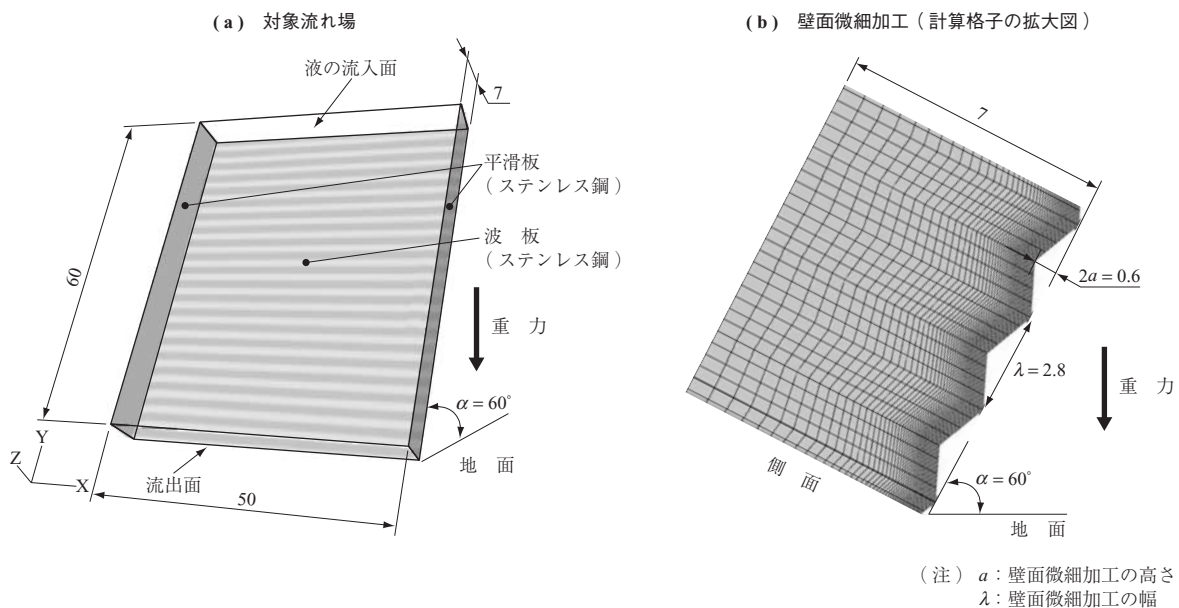 (a) 対象流れ場
液の流入面
7
平滑板
(ステンレス鋼)
波 板
(ステンレス鋼)
60
重 力
α=60°
地 面
Y
Z
X
流出面
50
(b) 壁面微細加工(計算格子の拡大図)
7
2a=0.6
λ=2.8
重 力
側 面
α=60°
地 面
(注) a:壁面微細加工の高さ
λ:壁面微細加工の幅